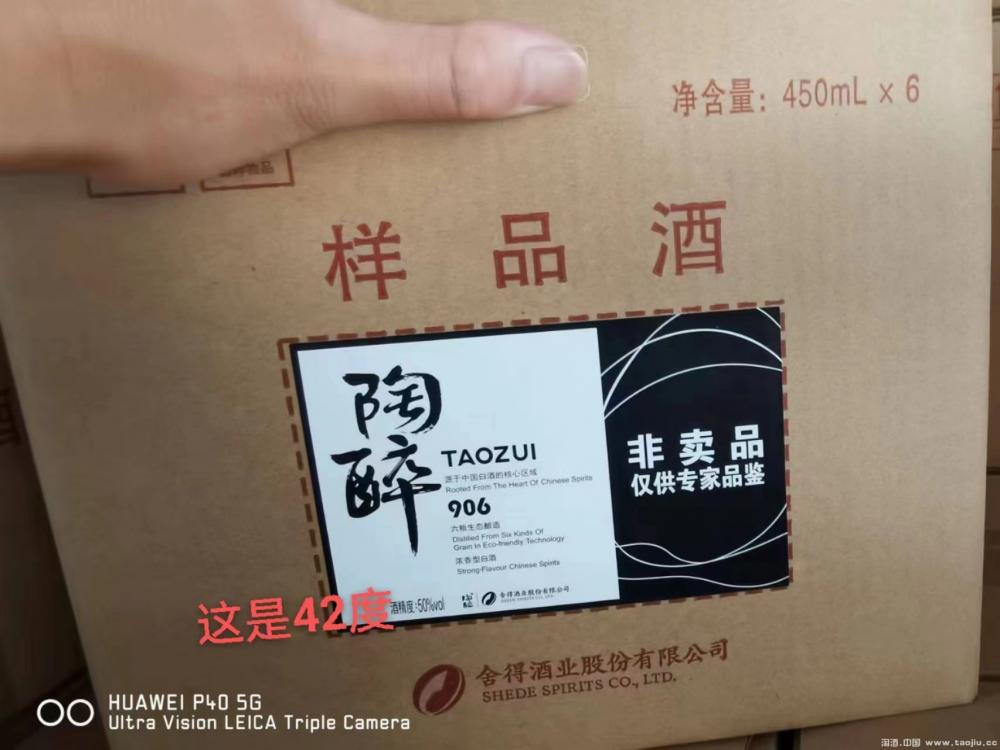 净含量：450mL × 6
样品酒
陶醉
TAOZUI
源于中国白酒的核心区域
Rooted From The Heart Of Chinese Spirits
906
六粮生态酿造
Distilled From Six Kinds Of
Grain In Eco-friendly Technology
浓香型白酒
Strong-Flavour Chinese Spirits
酒精度:50%vol
舍得酒业股份有限公司
SHEDE SPIRITS CO., LTD.
非卖品
仅供专家品鉴
这是42度
舍得酒业股份有限公司
SHEDE SPIRITS CO., LTD.
HUAWEI P40 5G
Ultra Vision LEICA Triple Camera
淘酒.中国 www.taojiu.cc